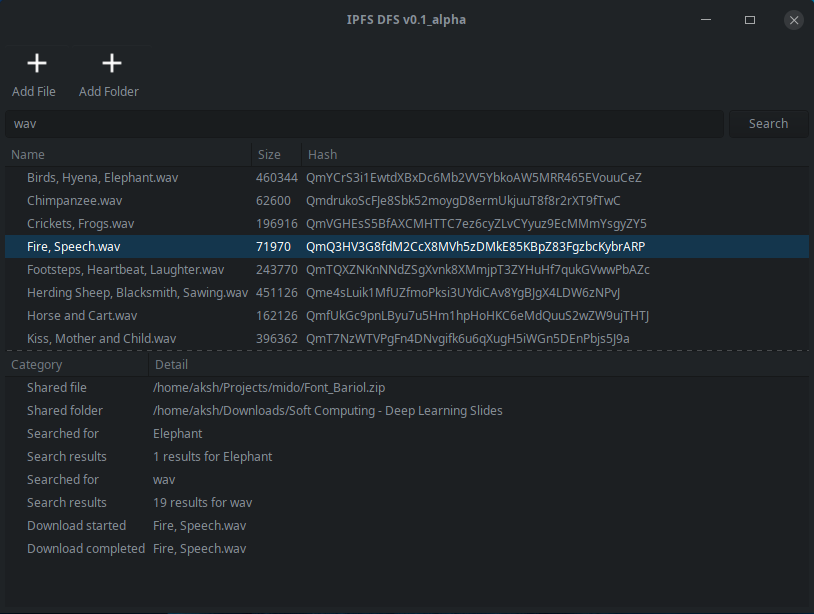 IPFS DFS v0.1_alpha
Add File Add Folder
wav Search
Name Size Hash
Birds, Hyena, Elephant.wav 460344 QmYCrS3i1EwtdXBxDc6Mb2VV5YbkoAW5MRR465EVouuCeZ
Chimpanzee.wav 62600 QmdrukoScFJe8Sbk52moygD8ermUkjuuT8f8r2rXT9fTwC
Crickets, Frogs.wav 196916 QmVGHEsS5BfAXCMHTTC7ez6cyZLvCYyuz9EcMMmYsgyZY5
Fire, Speech.wav 71970 QmQ3HV3G8fdM2CcX8MVh5zDMkE85KBpZ83FgzbcKybrARP
Footsteps, Heartbeat, Laughter.wav 243770 QmTQXZNKnNNdZSgXvnk8XMmjpT3ZYHuHf7qukGVwwPbAZc
Herding Sheep, Blacksmith, Sawing.wav 451126 Qme4sLuik1MfUZfmoPksi3UYdiCAv8YgBJgX4LDW6zNPvJ
Horse and Cart.wav 162126 QmfUkGc9pnLByu7u5Hm1hpHoHKC6eMdQuuS2wZW9ujTHTJ
Kiss, Mother and Child.wav 396362 QmT7NzWTVPgFn4DNvgifk6u6qXugH5iWGn5DEnPbjs5J9a
Category Detail
Shared file /home/aksh/Projects/mido/Font_Bariol.zip
Shared folder /home/aksh/Downloads/Soft Computing - Deep Learning Slides
Searched for Elephant
Search results 1 results for Elephant
Searched for wav
Search results 19 results for wav
Download started Fire, Speech.wav
Download completed Fire, Speech.wav